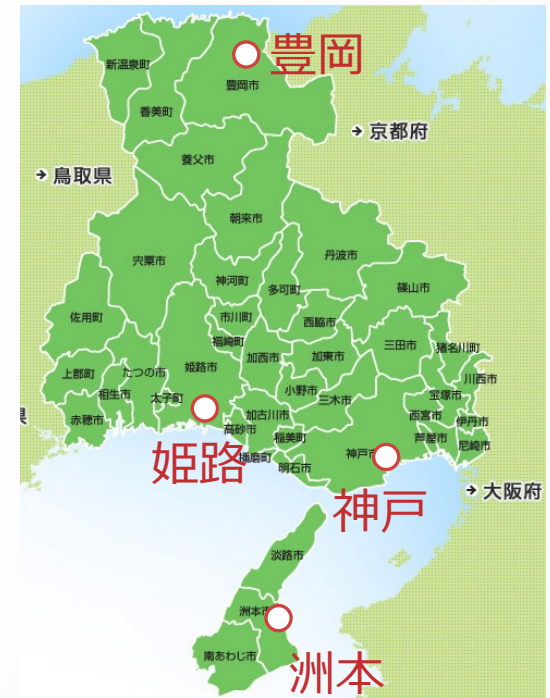 豊岡
新温泉町
豊岡市
香美町
→ 京都府
養父市
→ 鳥取県
朝来市
丹波市
宍粟市
神河町
多可町
篠山市
佐用町
市川町
西脇市
福崎町
加西市
加東市
三田市
猪名川町
上郡町
たつの市
姫路市
川西市
相生市
太子町
小野市
三木市
宝塚市
赤穂市
加古川市
西宮市
伊丹市
県
高砂市
稲美町
芦屋市
尼崎市
播磨町
明石市
神戸市
姫路
→ 大阪府
神戸
淡路市
洲本市
南あわじ市
洲本